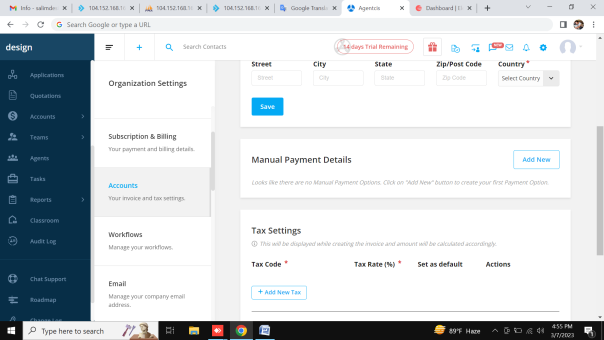 Info - salimde
104.152.168.1
104.152.168.1
104.152.168.1
Google Transla
Agentcis
Dashboard | El
Search Google or type a URL
design
Search Contacts
14 days Trial Remaining
NEW
Applications
Quotations
Accounts
Teams
Agents
Tasks
Reports
Classroom
Audit Log
Chat Support
Roadmap
Change Log
Organization Settings
Subscription & Billing
Your payment and billing details.
Accounts
Your invoice and tax settings.
Workflows
Manage your workflows.
Email
Manage your company email
address.
Street City State Zip/Post Code Country *
Street City State Zip Code Select Country
Save
Manual Payment Details
Add New
Looks like there are no Manual Payment Options. Click on "Add New" button to create your first Payment Option.
Tax Settings
This will be displayed while creating the invoice and amount will be calculated accordingly.
Tax Code * Tax Rate (%) * Set as default Actions
+ Add New Tax
Type here to search
89°F Haze
4:55 PM
3/7/2023